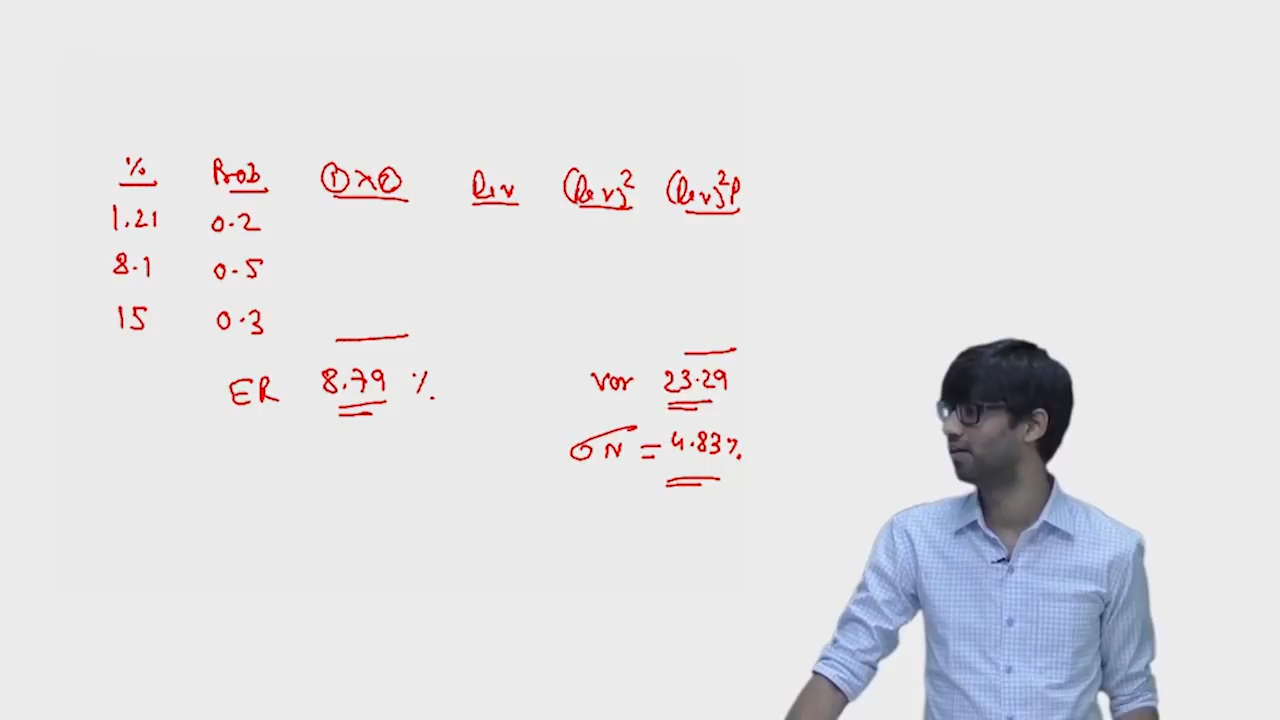 % Prob ①×② Dev (Dev)² (Dev)²P
1.21 0.2
8.1 0.5
15 0.3
ER 8.79 % var 23.29
σN = 4.83%